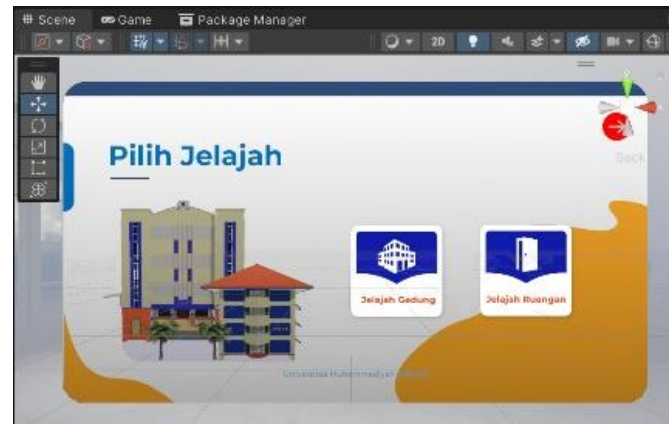 Scene Game Package Manager
2D
Pilih Jelajah
Back
Jelajah Gedung Jelajah Ruangan
Universitas Muhammadiyah